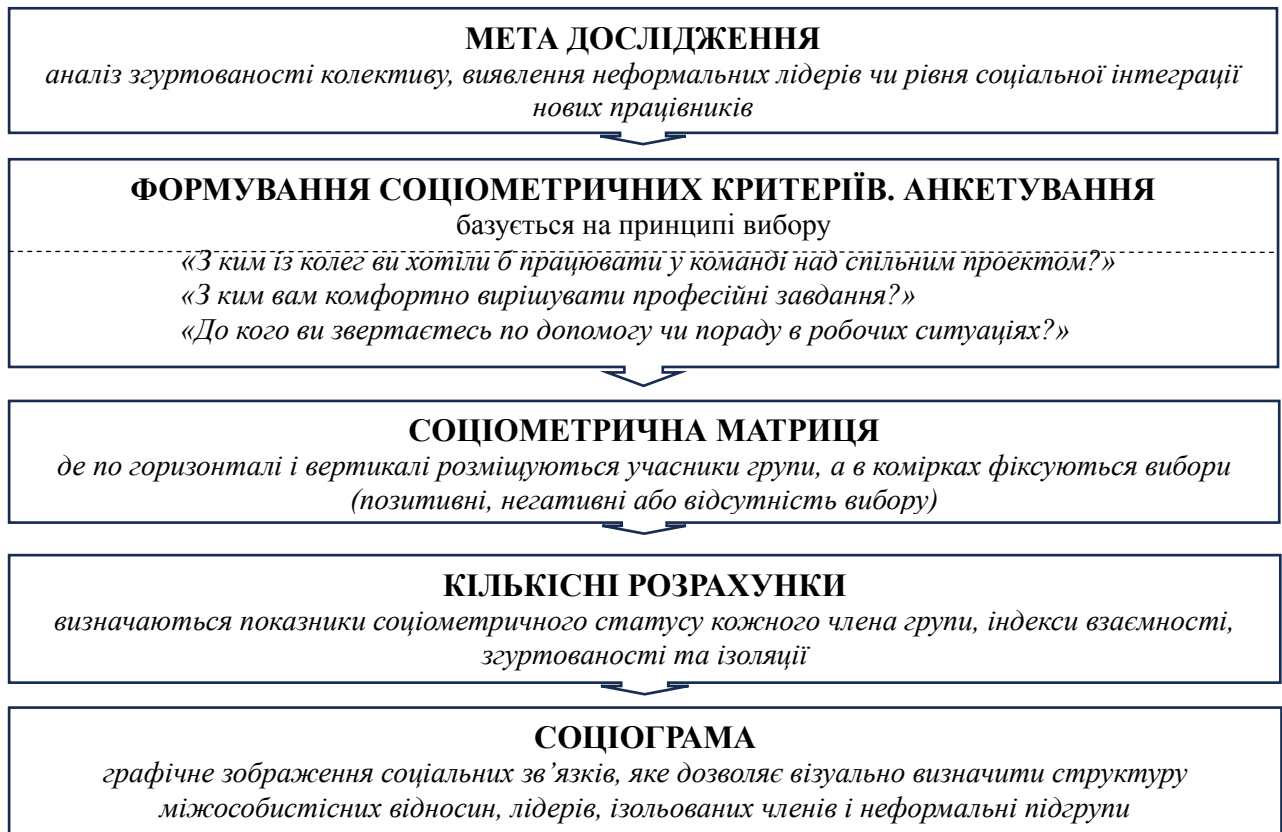 МЕТА ДОСЛІДЖЕННЯ
аналіз згуртованості колективу, виявлення неформальних лідерів чи рівня соціальної інтеграції
нових працівників
ФОРМУВАННЯ СОЦІОМЕТРИЧНИХ КРИТЕРІЇВ. АНКЕТУВАННЯ
базується на принципі вибору
«З ким із колег ви хотіли б працювати у команді над спільним проектом?»
«З ким вам комфортно вирішувати професійні завдання?»
«До кого ви звертаєтесь по допомогу чи пораду в робочих ситуаціях?»
СОЦІОМЕТРИЧНА МАТРИЦЯ
де по горизонталі і вертикалі розміщуються учасники групи, а в комірках фіксуються вибори
(позитивні, негативні або відсутність вибору)
КІЛЬКІСНІ РОЗРАХУНКИ
визначаються показники соціометричного статусу кожного члена групи, індекси взаємності,
згуртованості та ізоляції
СОЦІОГРАМА
графічне зображення соціальних зв’язків, яке дозволяє візуально визначити структуру
міжособистісних відносин, лідерів, ізольованих членів і неформальні підгрупи